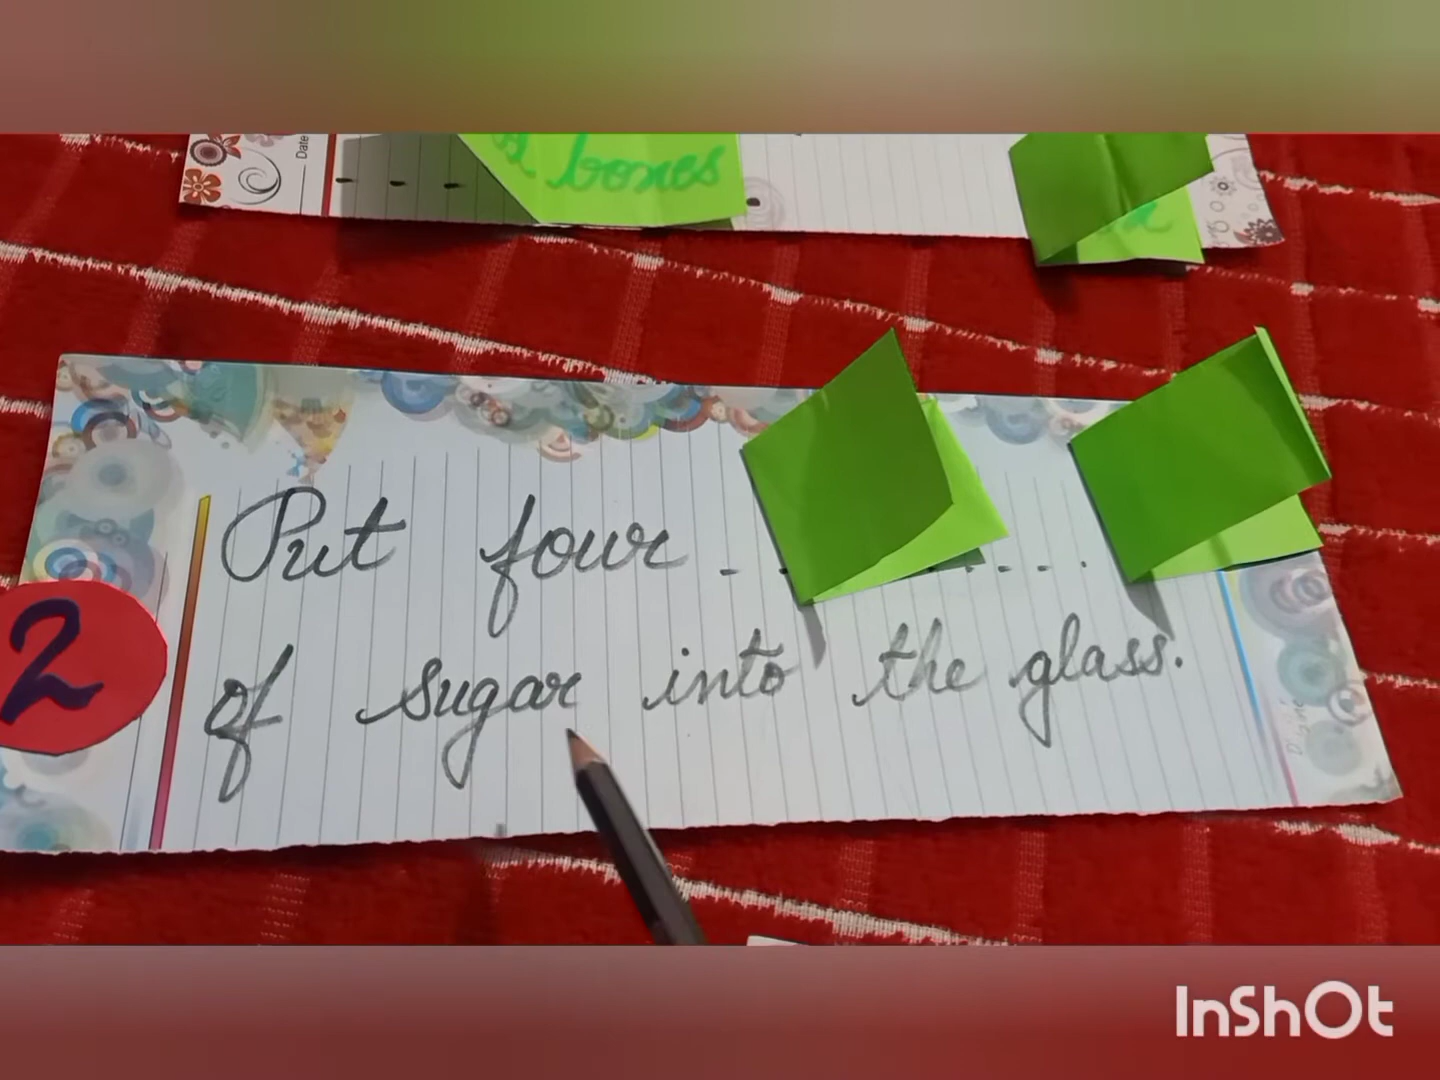 Date
boxes
Put four ..........
of sugar into the glass.
2
InShOt